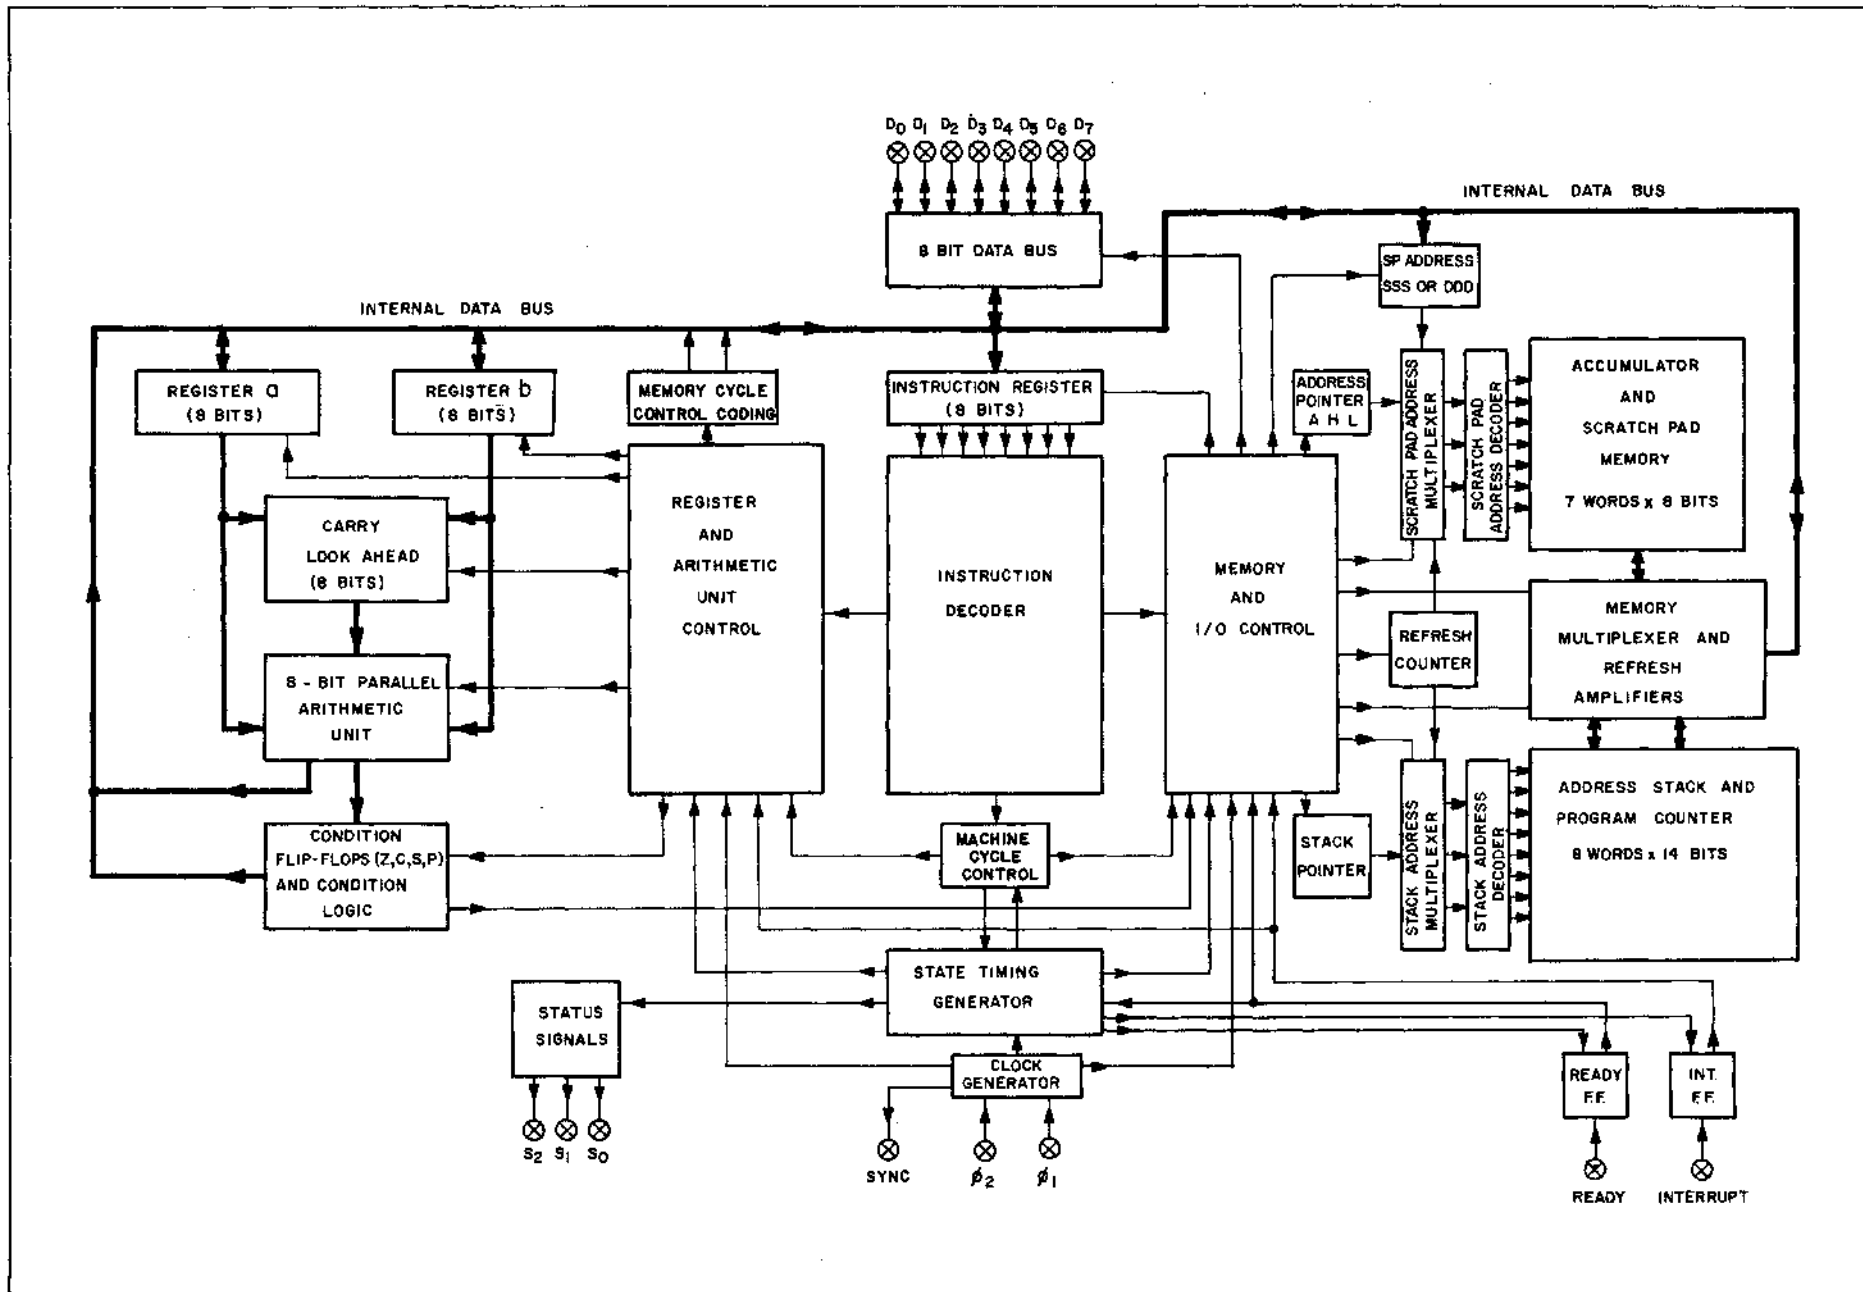 D0 D1 D2 D3 D4 D5 D6 D7
8 BIT DATA BUS
INTERNAL DATA BUS
SP ADDRESS
SSS OR DDD
INTERNAL DATA BUS
REGISTER a
(8 BITS)
REGISTER b
(8 BITS)
MEMORY CYCLE
CONTROL CODING
INSTRUCTION REGISTER
(8 BITS)
ADDRESS
POINTER
A H L
SCRATCH PAD ADDRESS
MULTIPLEXER
SCRATCH PAD
ADDRESS DECODER
ACCUMULATOR
AND
SCRATCH PAD
MEMORY
7 WORDS x 8 BITS
CARRY
LOOK AHEAD
(8 BITS)
REGISTER
AND
ARITHMETIC
UNIT
CONTROL
INSTRUCTION
DECODER
MEMORY
AND
I/O CONTROL
REFRESH
COUNTER
MEMORY
MULTIPLEXER AND
REFRESH
AMPLIFIERS
8 - BIT PARALLEL
ARITHMETIC
UNIT
CONDITION
FLIP-FLOPS (Z,C,S,P)
AND CONDITION
LOGIC
MACHINE
CYCLE
CONTROL
STACK
POINTER
STACK ADDRESS
MULTIPLEXER
STACK ADDRESS
DECODER
ADDRESS STACK AND
PROGRAM COUNTER
8 WORDS x 14 BITS
STATE TIMING
GENERATOR
STATUS
SIGNALS
CLOCK
GENERATOR
READY
F.F.
INT.
F.F.
S2 S1 S0
SYNC
ϕ2
ϕ1
READY
INTERRUPT